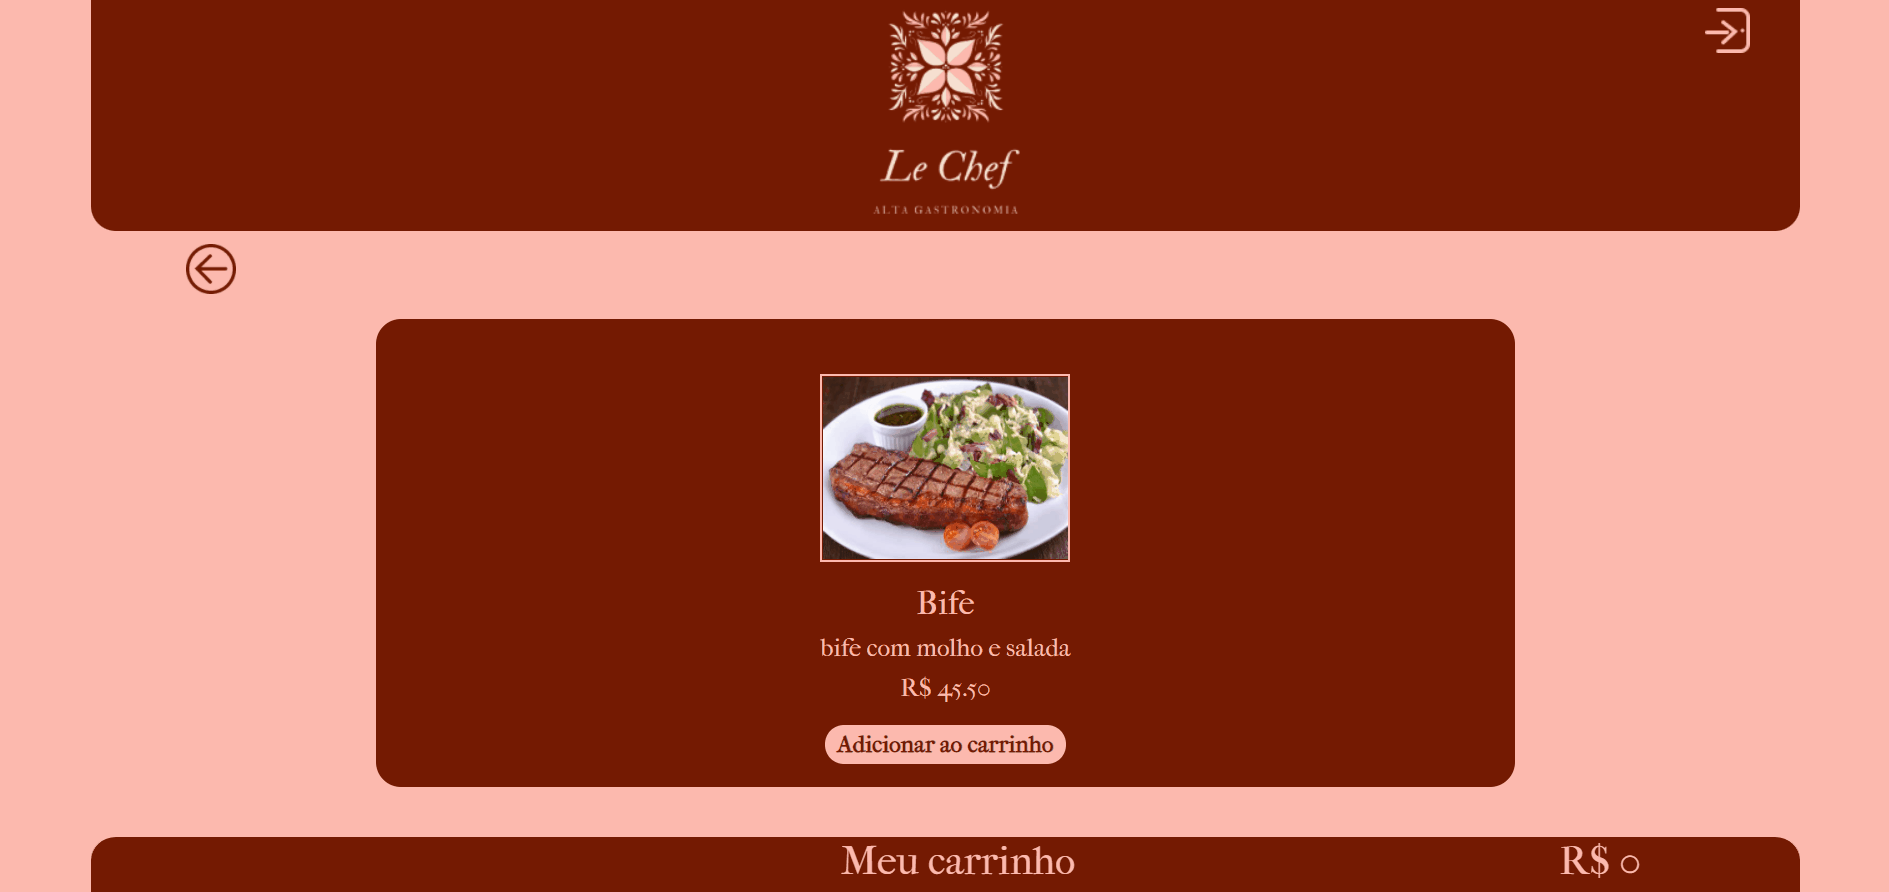 Le Chef
ALTA GASTRONOMIA
Bife
bife com molho e salada
R$ 45.50
Adicionar ao carrinho
Meu carrinho
R$ 0